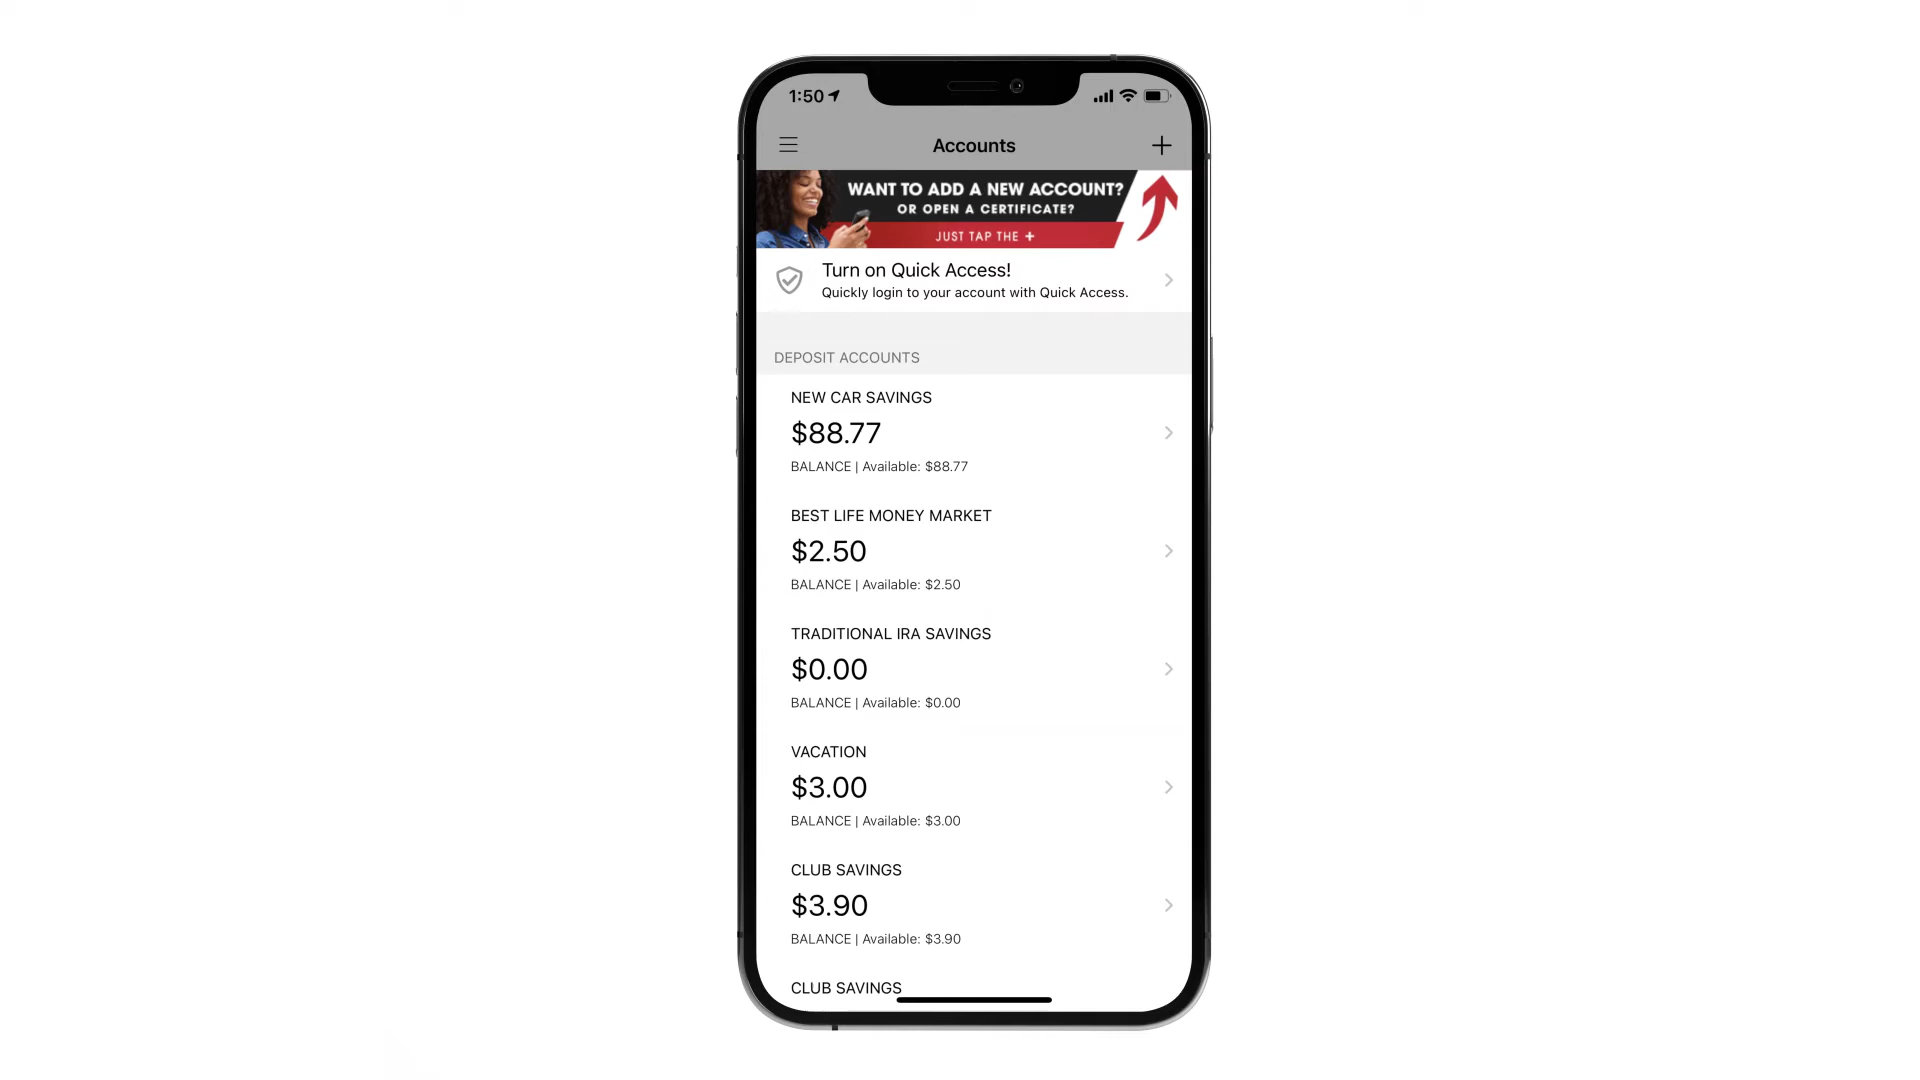 1:50
Accounts
WANT TO ADD A NEW ACCOUNT?
OR OPEN A CERTIFICATE?
JUST TAP THE +
Turn on Quick Access!
Quickly login to your account with Quick Access.
DEPOSIT ACCOUNTS
NEW CAR SAVINGS
$88.77
BALANCE | Available: $88.77
BEST LIFE MONEY MARKET
$2.50
BALANCE | Available: $2.50
TRADITIONAL IRA SAVINGS
$0.00
BALANCE | Available: $0.00
VACATION
$3.00
BALANCE | Available: $3.00
CLUB SAVINGS
$3.90
BALANCE | Available: $3.90
CLUB SAVINGS